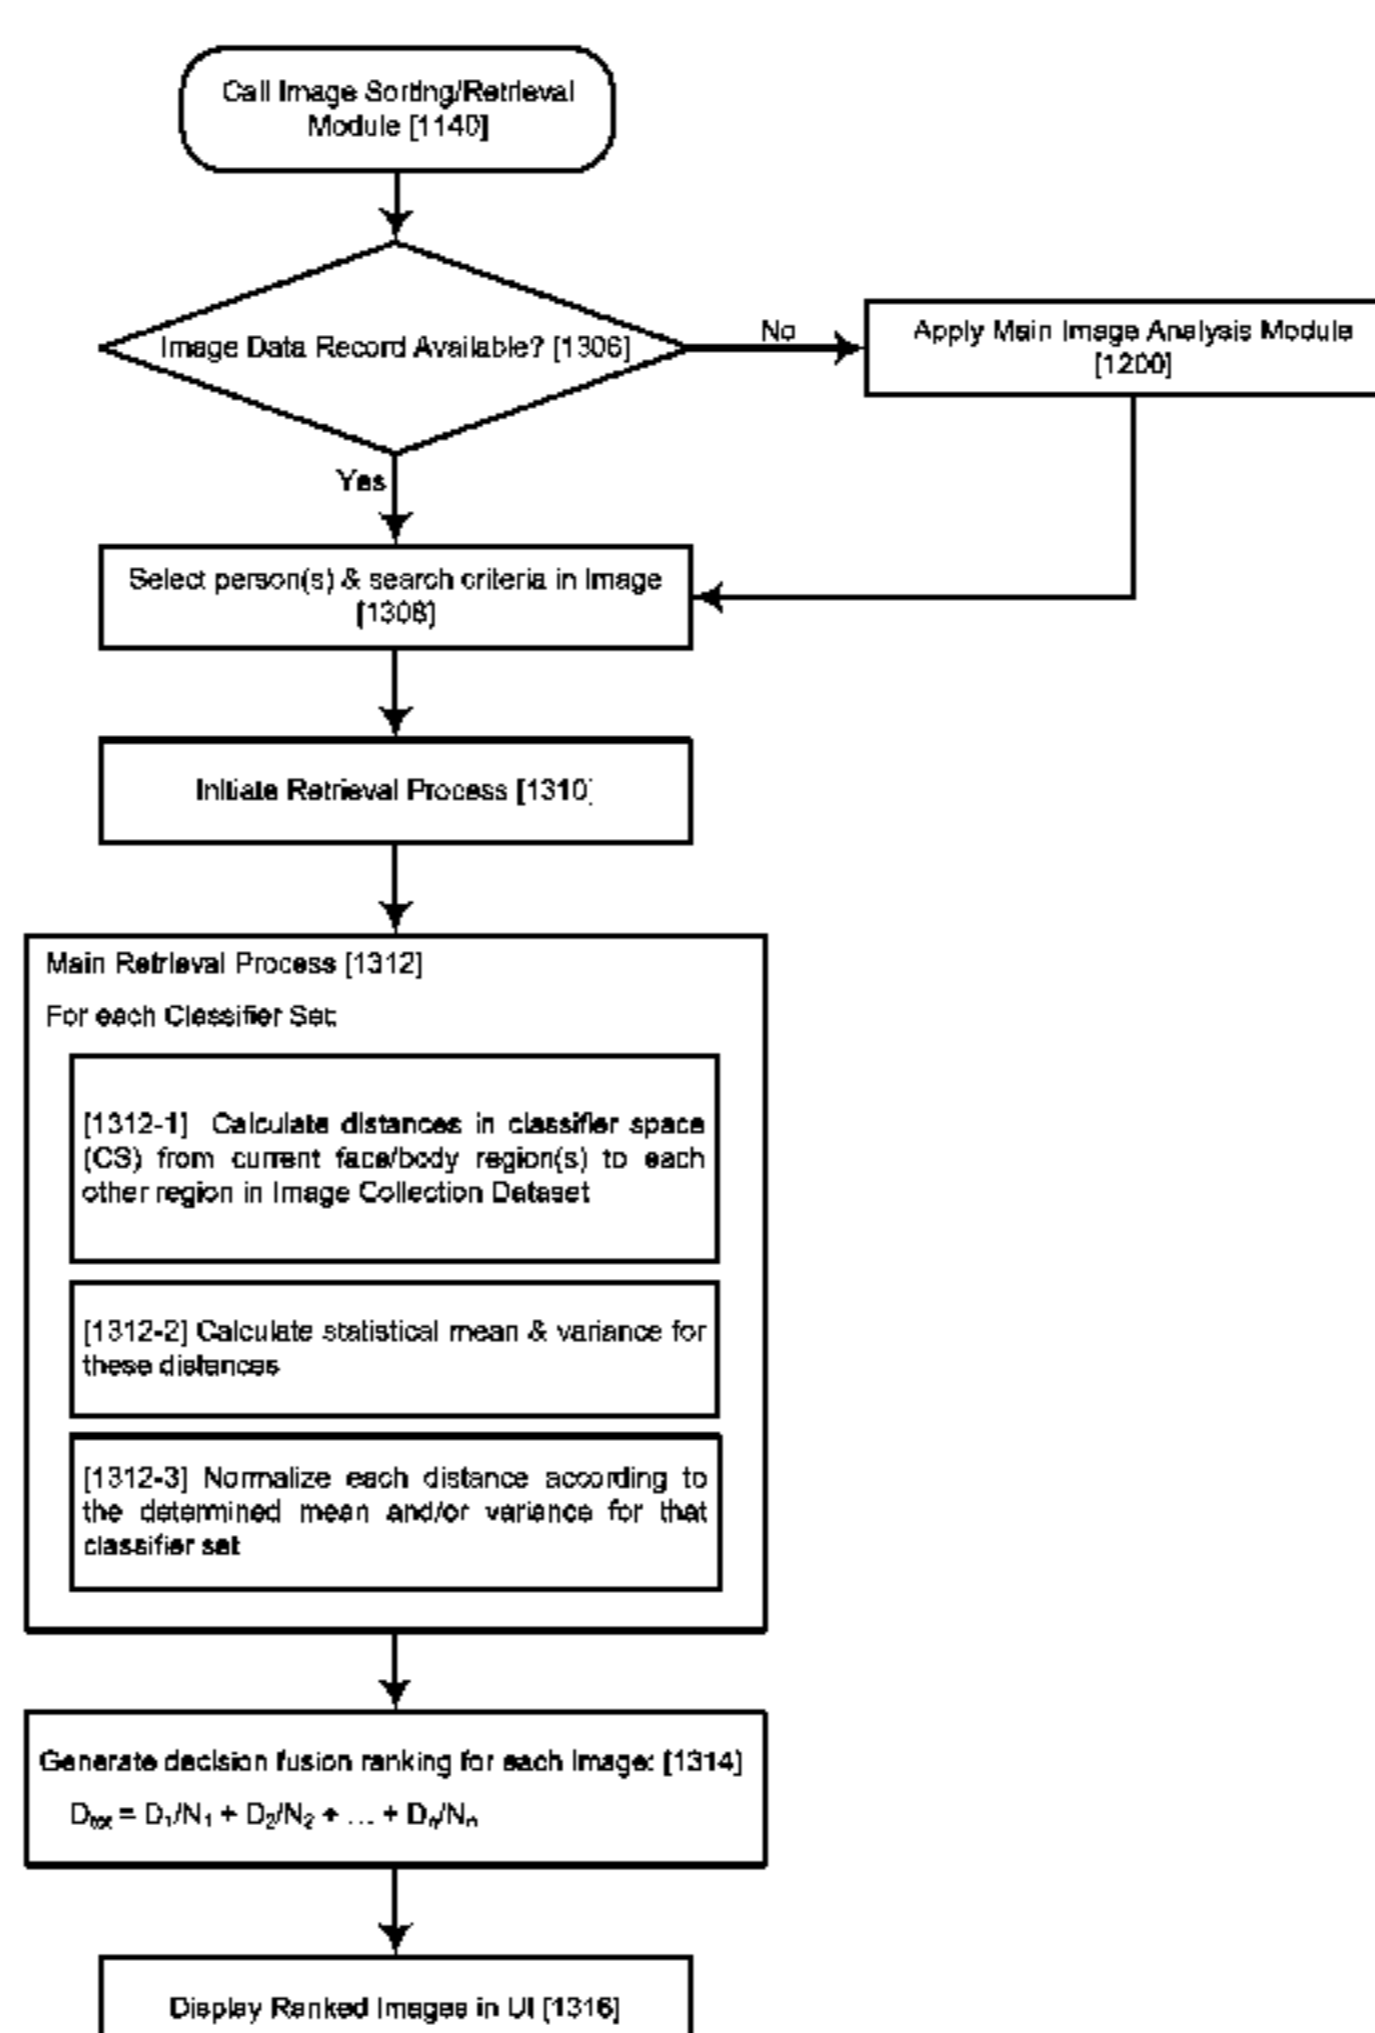 Call Image Sorting/Retrieval
Module [1140]
Image Data Record Available? [1306]
No
Apply Main Image Analysis Module
[1200]
Yes
Select person(s) & search criteria in Image
[1308]
Initiate Retrieval Process [1310]
Main Retrieval Process [1312]
For each Classifier Set:
[1312-1] Calculate distances in classifier space
(CS) from current face/body region(s) to each
other region in Image Collection Dataset
[1312-2] Calculate statistical mean & variance for
these distances
[1312-3] Normalize each distance according to
the determined mean and/or variance for that
classifier set
Generate decision fusion ranking for each Image: [1314]
Dtot = D1/N1 + D2/N2 + ... + Dn/Nn
Display Ranked Images in UI [1316]